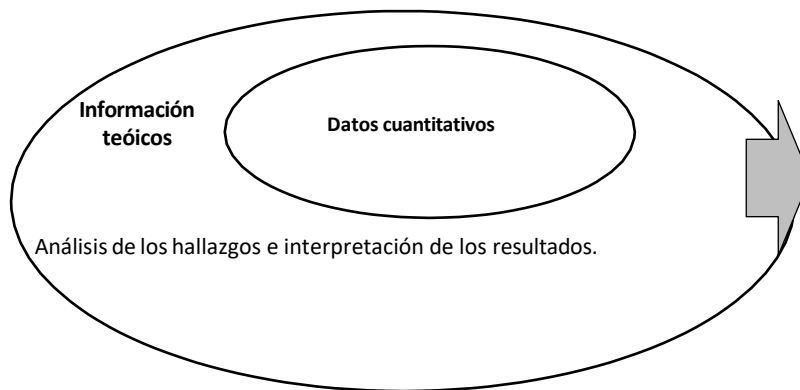 Información
teóicos
Datos cuantitativos
Análisis de los hallazgos e interpretación de los resultados.